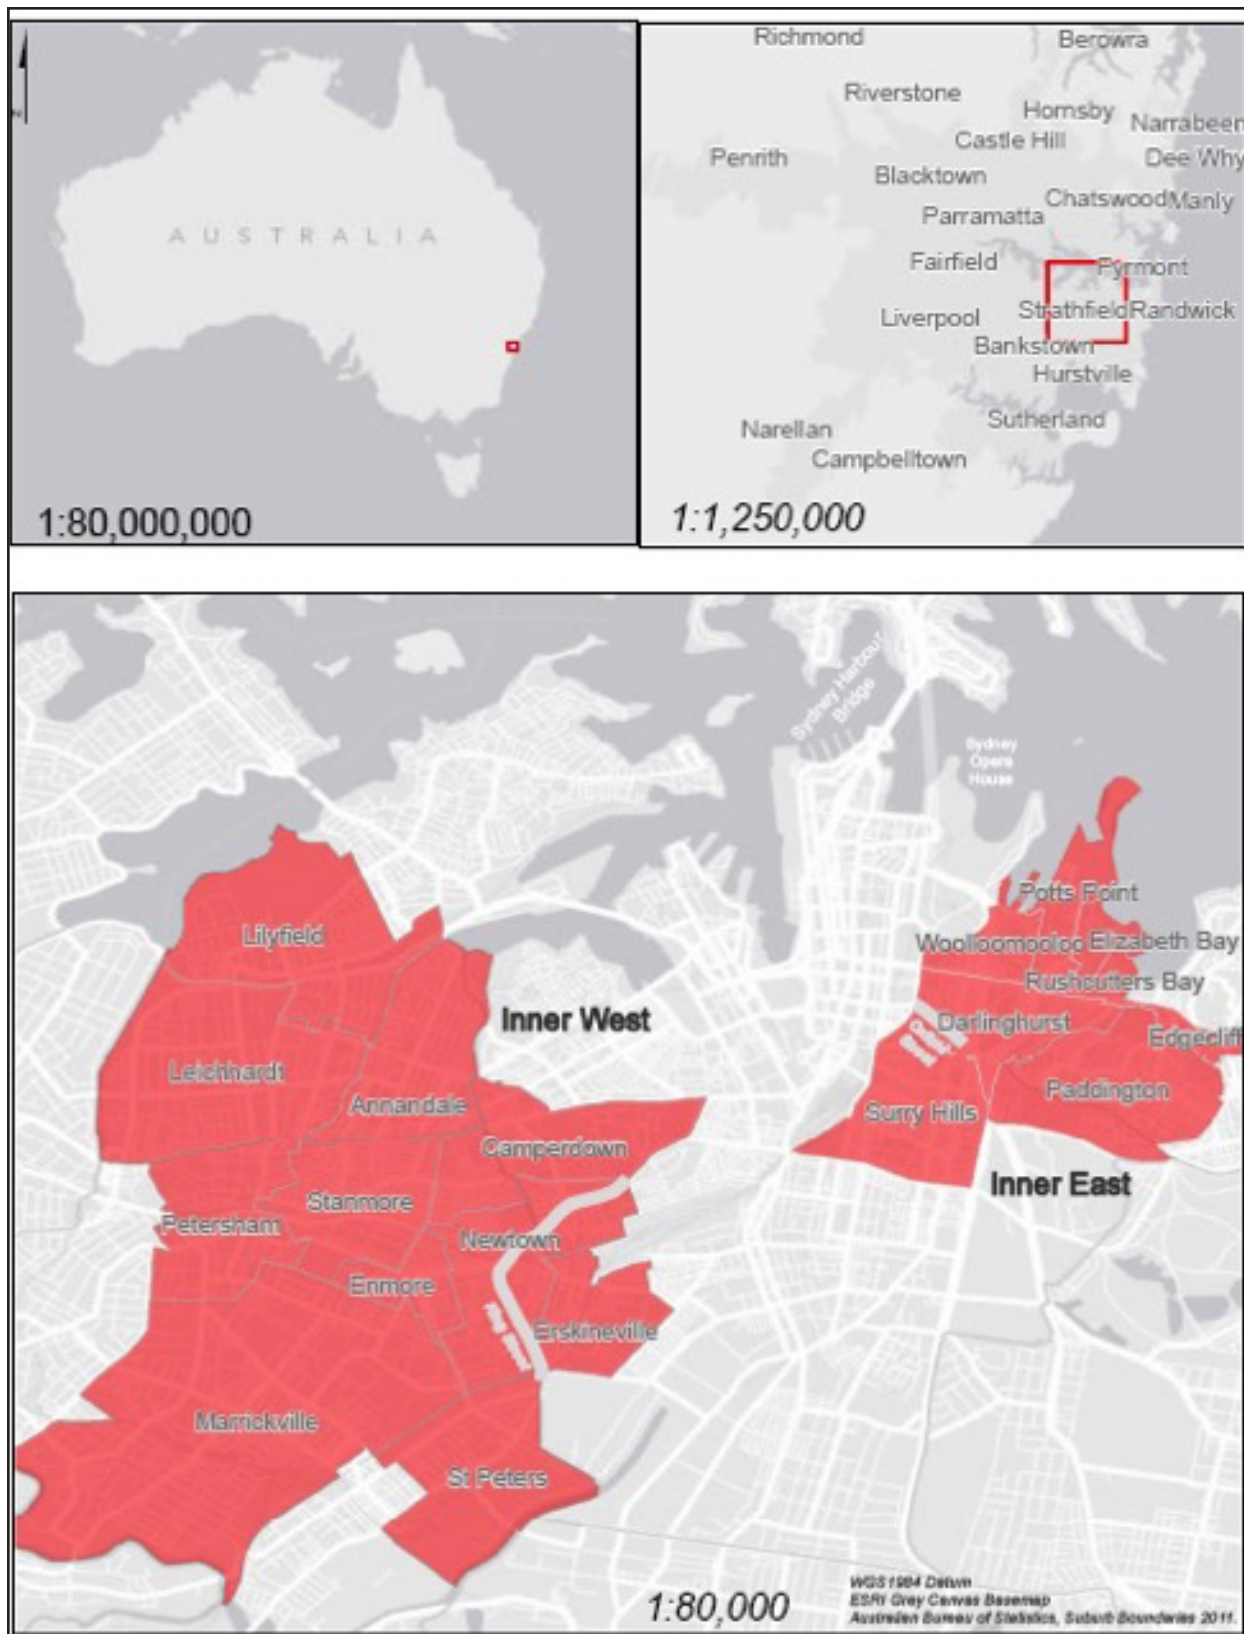 N
AUSTRALIA
1:80,000,000
Richmond
Berowra
Riverstone
Hornsby
Narrabeen
Castle Hill
Penrith
Dee Why
Blacktown
Chatswood
Manly
Parramatta
Fairfield
Pyrmont
Strathfield
Randwick
Liverpool
Bankstown
Hurstville
Sutherland
Narellan
Campbelltown
1:1,250,000
Sydney Harbour
Bridge
Sydney
Opera
House
Potts Point
Lilyfield
Woolloomooloo
Elizabeth Bay
Rushcutters Bay
Inner West
Darlinghurst
Edgecliff
Leichhardt
Paddington
Annandale
Surry Hills
Camperdown
Inner East
Stanmore
Petersham
Newtown
Enmore
King Street
Erskineville
Marrickville
St Peters
1:80,000
WGS1984 Datum
ESRI Grey Canvas Basemap
Australian Bureau of Statistics, Suburb Boundaries 2011.